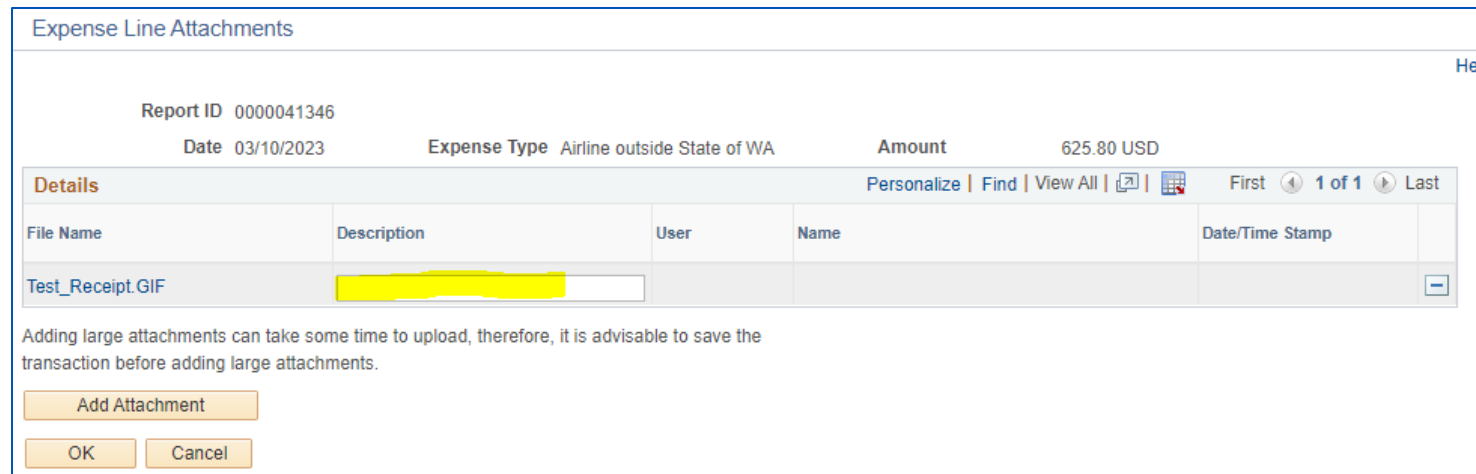 Expense Line Attachments
He
Report ID 0000041346
Date 03/10/2023 Expense Type Airline outside State of WA Amount 625.80 USD
Details Personalize | Find | View All | | First 1 of 1 Last
File Name Description User Name Date/Time Stamp
Test_Receipt.GIF
Adding large attachments can take some time to upload, therefore, it is advisable to save the
transaction before adding large attachments.
Add Attachment
OK Cancel